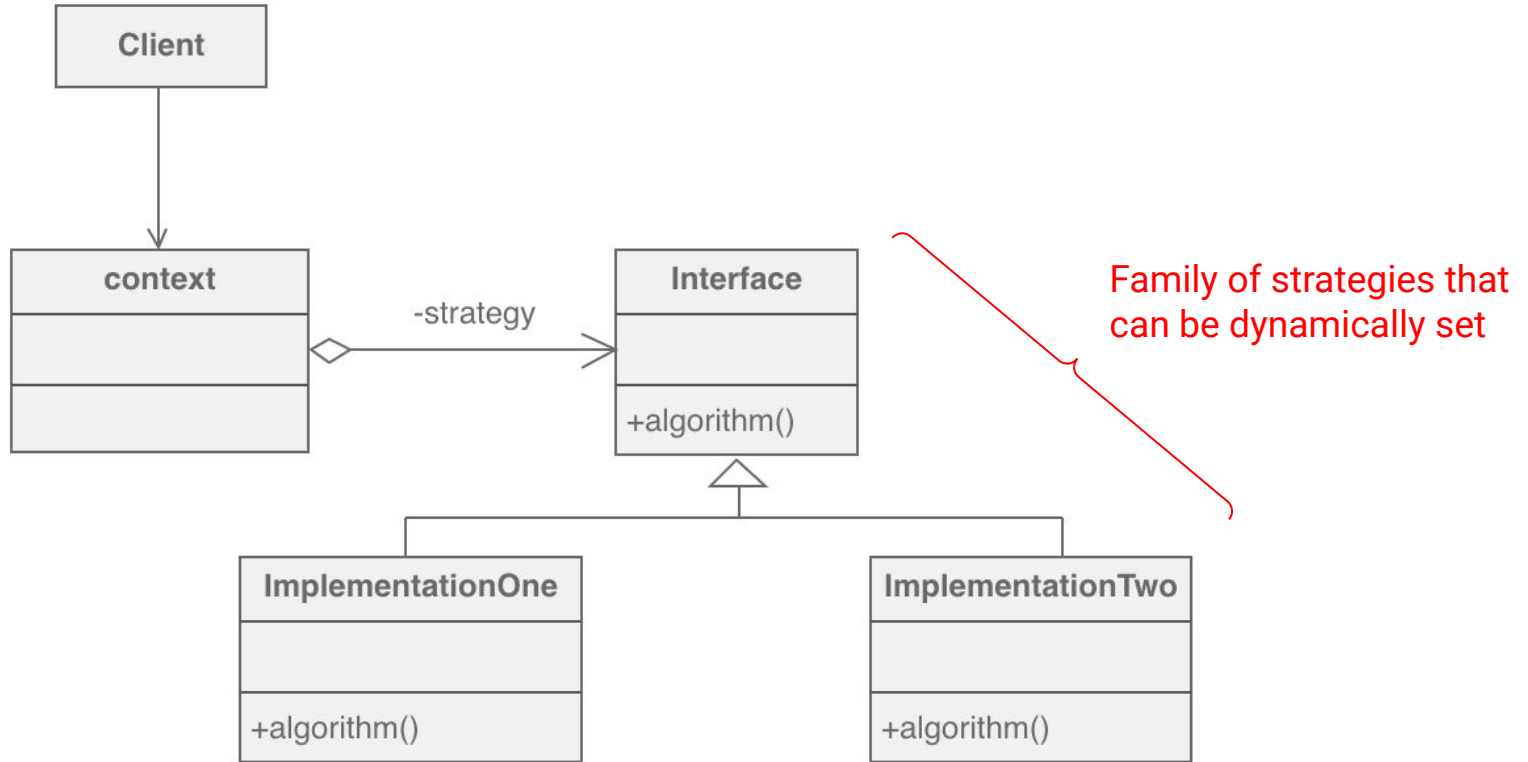 Client
context
-strategy
Interface
+algorithm()
Family of strategies that
can be dynamically set
ImplementationOne
+algorithm()
ImplementationTwo
+algorithm()